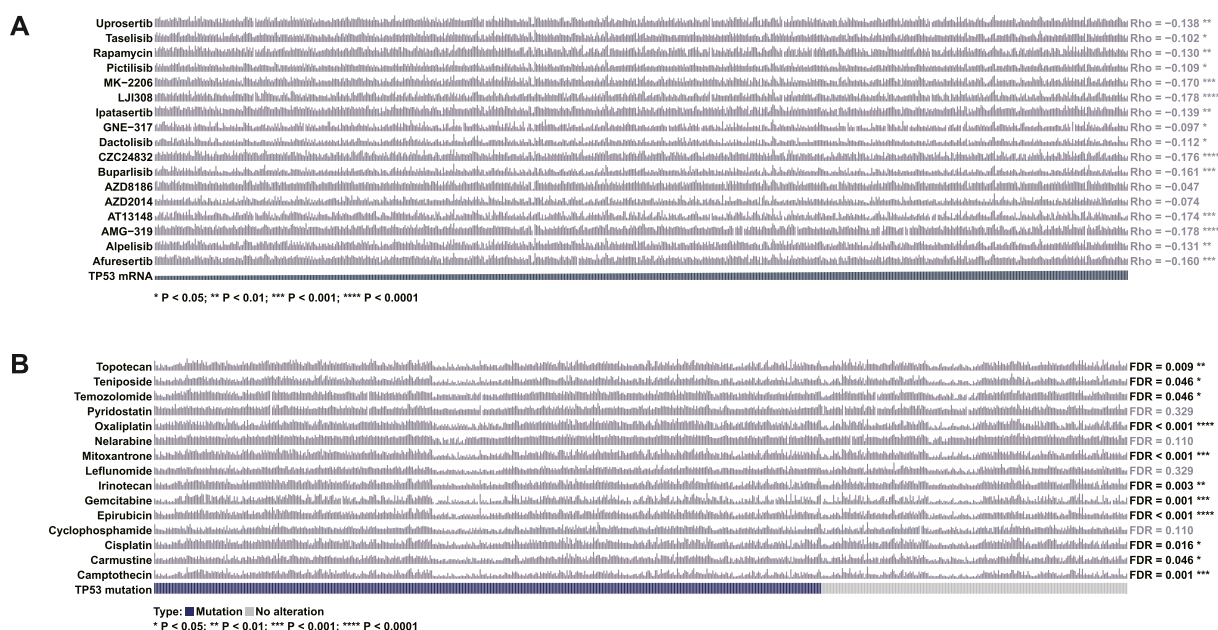 A
Uprosertib Rho = −0.138 **
Taselisib Rho = −0.102 *
Rapamycin Rho = −0.130 **
Pictilisib Rho = −0.109 *
MK−2206 Rho = −0.170 ***
LJI308 Rho = −0.178 ****
Ipatasertib Rho = −0.139 **
GNE−317 Rho = −0.097 *
Dactolisib Rho = −0.112 *
CZC24832 Rho = −0.176 ****
Buparlisib Rho = −0.161 ***
AZD8186 Rho = −0.047
AZD2014 Rho = −0.074
AT13148 Rho = −0.174 ***
AMG−319 Rho = −0.178 ****
Alpelisib Rho = −0.131 **
Afuresertib Rho = −0.160 ***
TP53 mRNA
* P < 0.05; ** P < 0.01; *** P < 0.001; **** P < 0.0001
B
Topotecan FDR = 0.009 **
Teniposide FDR = 0.046 *
Temozolomide FDR = 0.046 *
Pyridostatin FDR = 0.329
Oxaliplatin FDR < 0.001 ****
Nelarabine FDR = 0.110
Mitoxantrone FDR < 0.001 ***
Leflunomide FDR = 0.329
Irinotecan FDR = 0.003 **
Gemcitabine FDR = 0.001 ***
Epirubicin FDR < 0.001 ****
Cyclophosphamide FDR = 0.110
Cisplatin FDR = 0.016 *
Carmustine FDR = 0.046 *
Camptothecin FDR = 0.001 ***
TP53 mutation
Type: Mutation No alteration
* P < 0.05; ** P < 0.01; *** P < 0.001; **** P < 0.0001